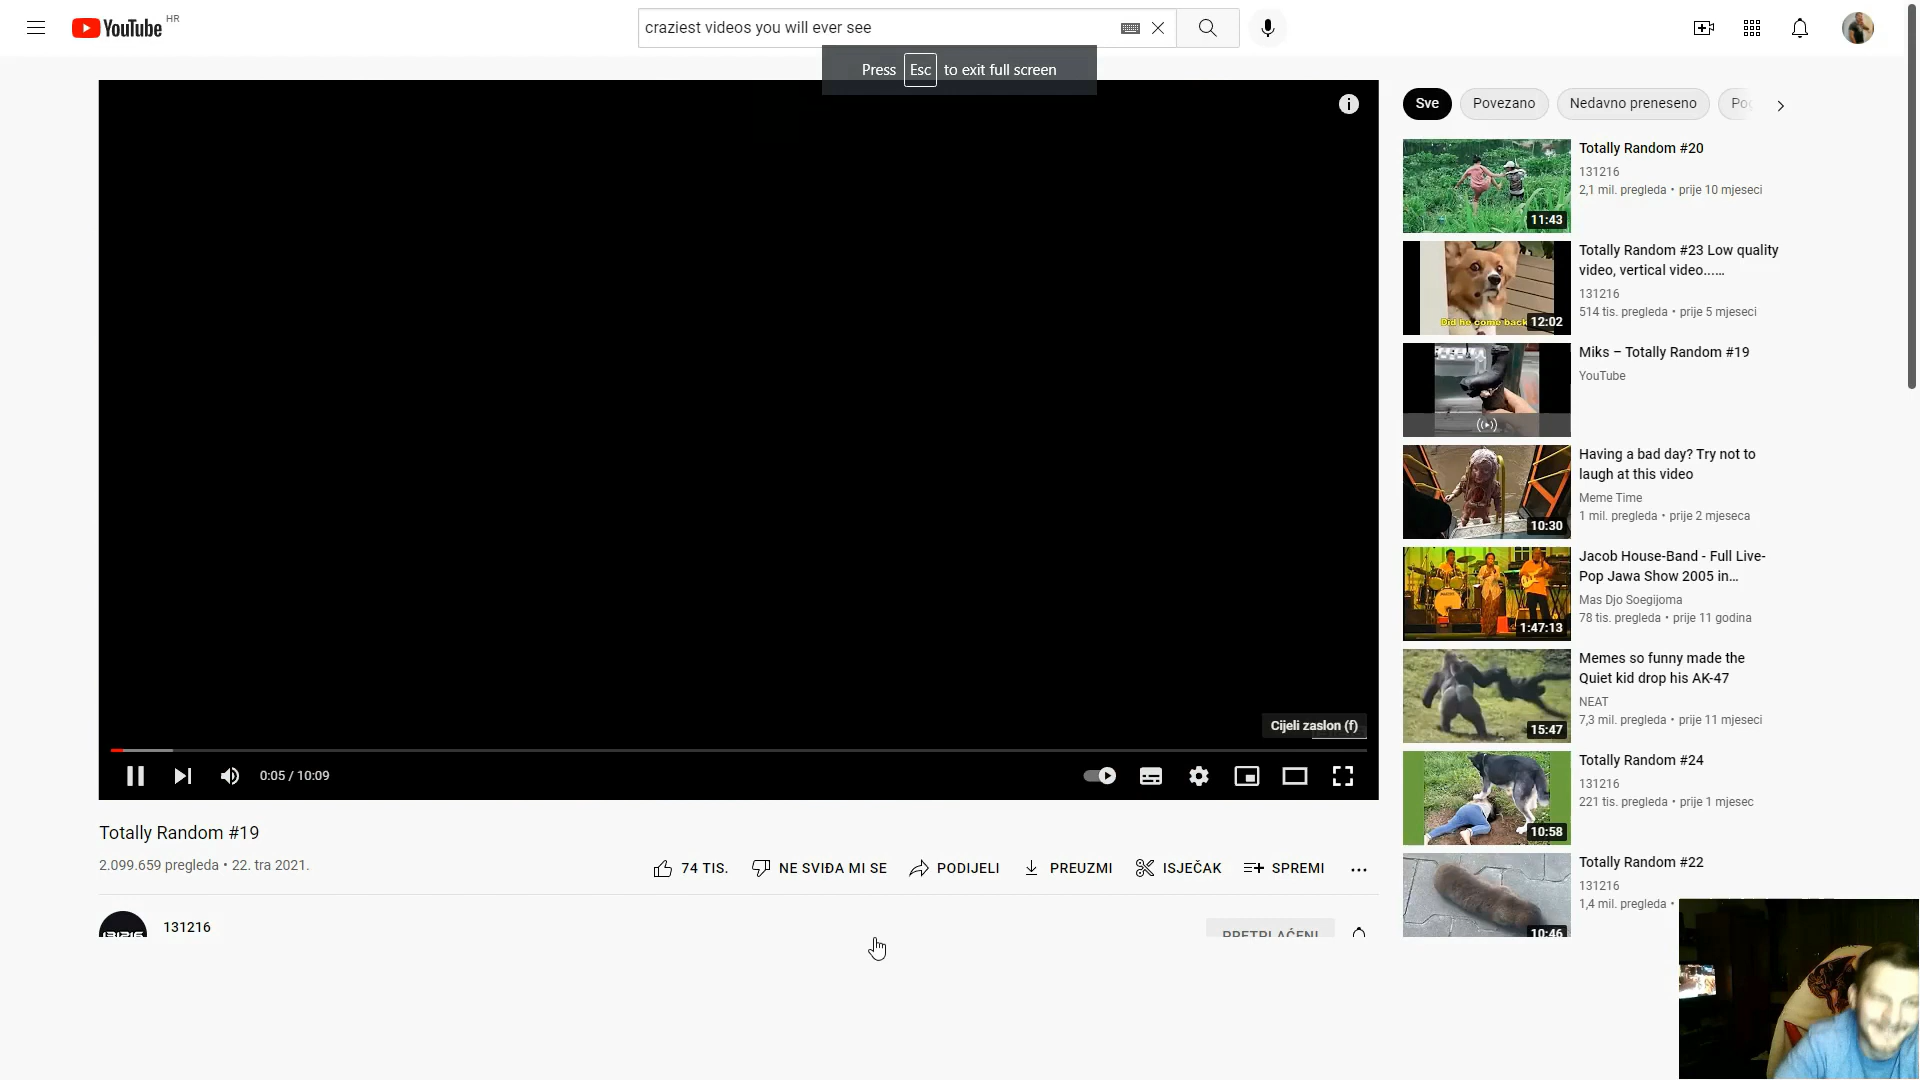 YouTube HR
craziest videos you will ever see
Press Esc to exit full screen
Cijeli zaslon (f)
0:05 / 10:09
Totally Random #19
2.099.659 pregleda • 22. tra 2021.
74 TIS.
NE SVIĐA MI SE
PODIJELI
PREUZMI
ISJEČAK
SPREMI
131216
131216
PRETPLAĆENI
Sve
Povezano
Nedavno preneseno
11:43
Totally Random #20
131216
2,1 mil. pregleda • prije 10 mjeseci
Did he come back
12:02
Totally Random #23 Low quality
video, vertical video...…
131216
514 tis. pregleda • prije 5 mjeseci
Miks – Totally Random #19
YouTube
10:30
Having a bad day? Try not to
laugh at this video
Meme Time
1 mil. pregleda • prije 2 mjeseca
1:47:13
Jacob House-Band - Full Live-
Pop Jawa Show 2005 in...
Mas Djo Soegijoma
78 tis. pregleda • prije 11 godina
15:47
Memes so funny made the
Quiet kid drop his AK-47
NEAT
7,3 mil. pregleda • prije 11 mjeseci
10:58
Totally Random #24
131216
221 tis. pregleda • prije 1 mjesec
10:46
Totally Random #22
131216
1,4 mil. pregleda •